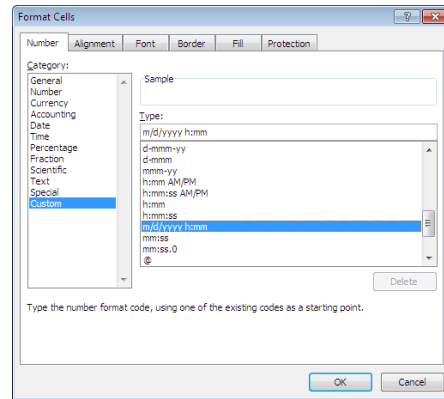 Format Cells
Number Alignment Font Border Fill Protection
Category:
General
Number
Currency
Accounting
Date
Time
Percentage
Fraction
Scientific
Text
Special
Custom
Sample
Type:
m/d/yyyy h:mm
d-mmm-yy
d-mmm
mmm-yy
h:mm AM/PM
h:mm:ss AM/PM
h:mm
h:mm:ss
m/d/yyyy h:mm
mm:ss
mm:ss.0
@
Delete
Type the number format code, using one of the existing codes as a starting point.
OK Cancel